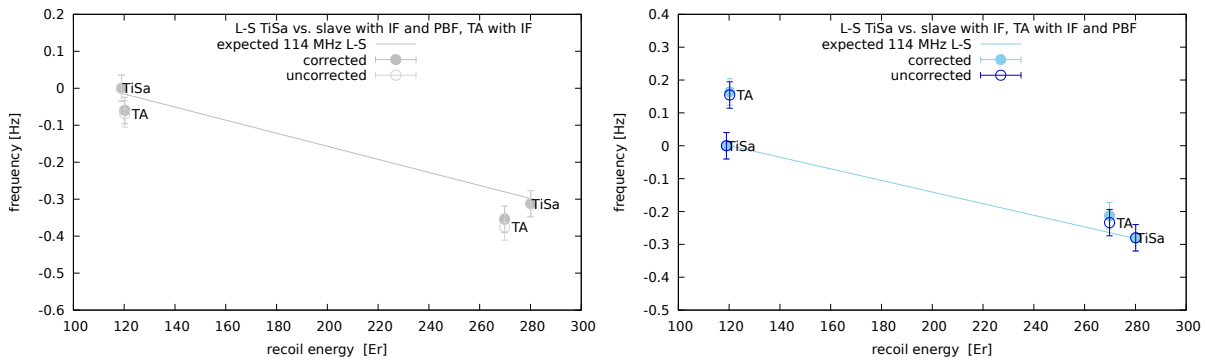 L-S TiSa vs. slave with IF and PBF, TA with IF
expected 114 MHz L-S
corrected
uncorrected
frequency [Hz]
0.2
0.1
0
-0.1
-0.2
-0.3
-0.4
-0.5
-0.6
TiSa
TA
TA
TiSa
100 120 140 160 180 200 220 240 260 280 300
recoil energy [Er]
L-S TiSa vs. slave with IF, TA with IF and PBF
expected 114 MHz L-S
corrected
uncorrected
frequency [Hz]
0.4
0.3
0.2
0.1
0
-0.1
-0.2
-0.3
-0.4
-0.5
TA
TiSa
TA
TiSa
100 120 140 160 180 200 220 240 260 280 300
recoil energy [Er]